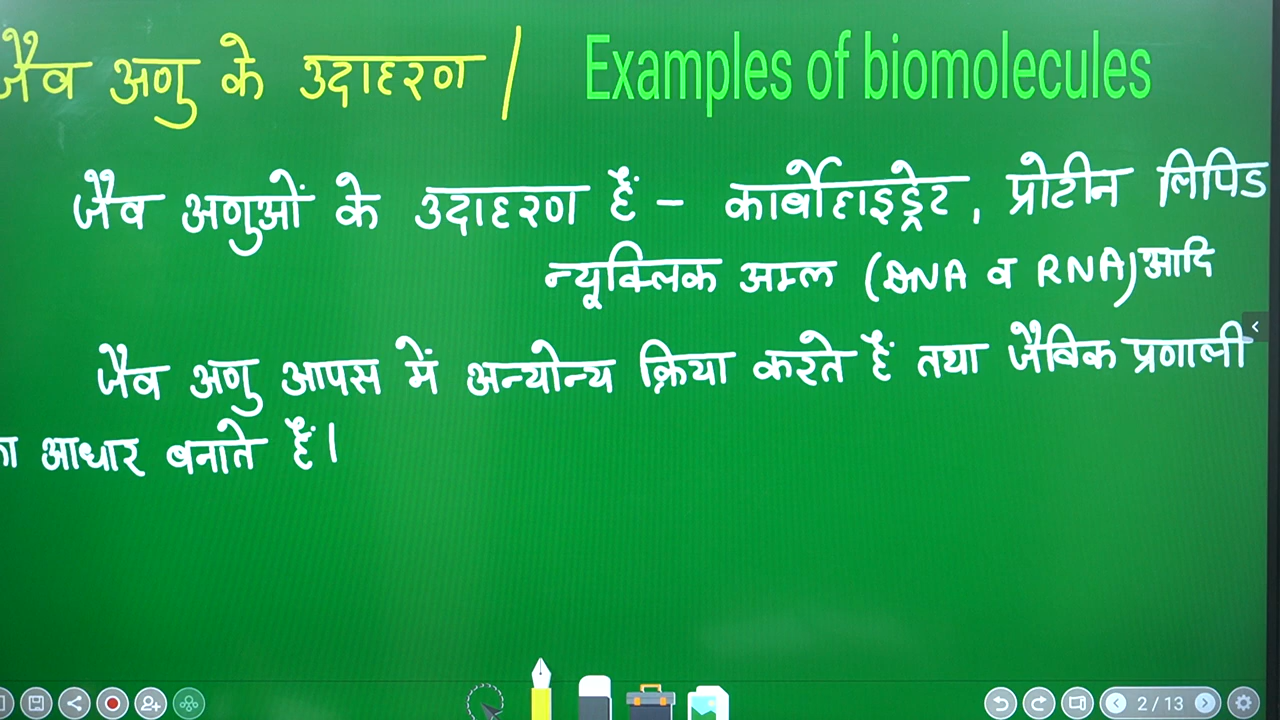 जैव अणु के उदाहरण / Examples of biomolecules
जैव अणुओं के उदाहरण हैं - कार्बोहाइड्रेट, प्रोटीन लिपिड
न्यूक्लिक अम्ल (DNA व RNA) आदि
जैव अणु आपस में अन्योन्य क्रिया करते हैं तथा जैविक प्रणाली
का आधार बनाते हैं।
2 / 13